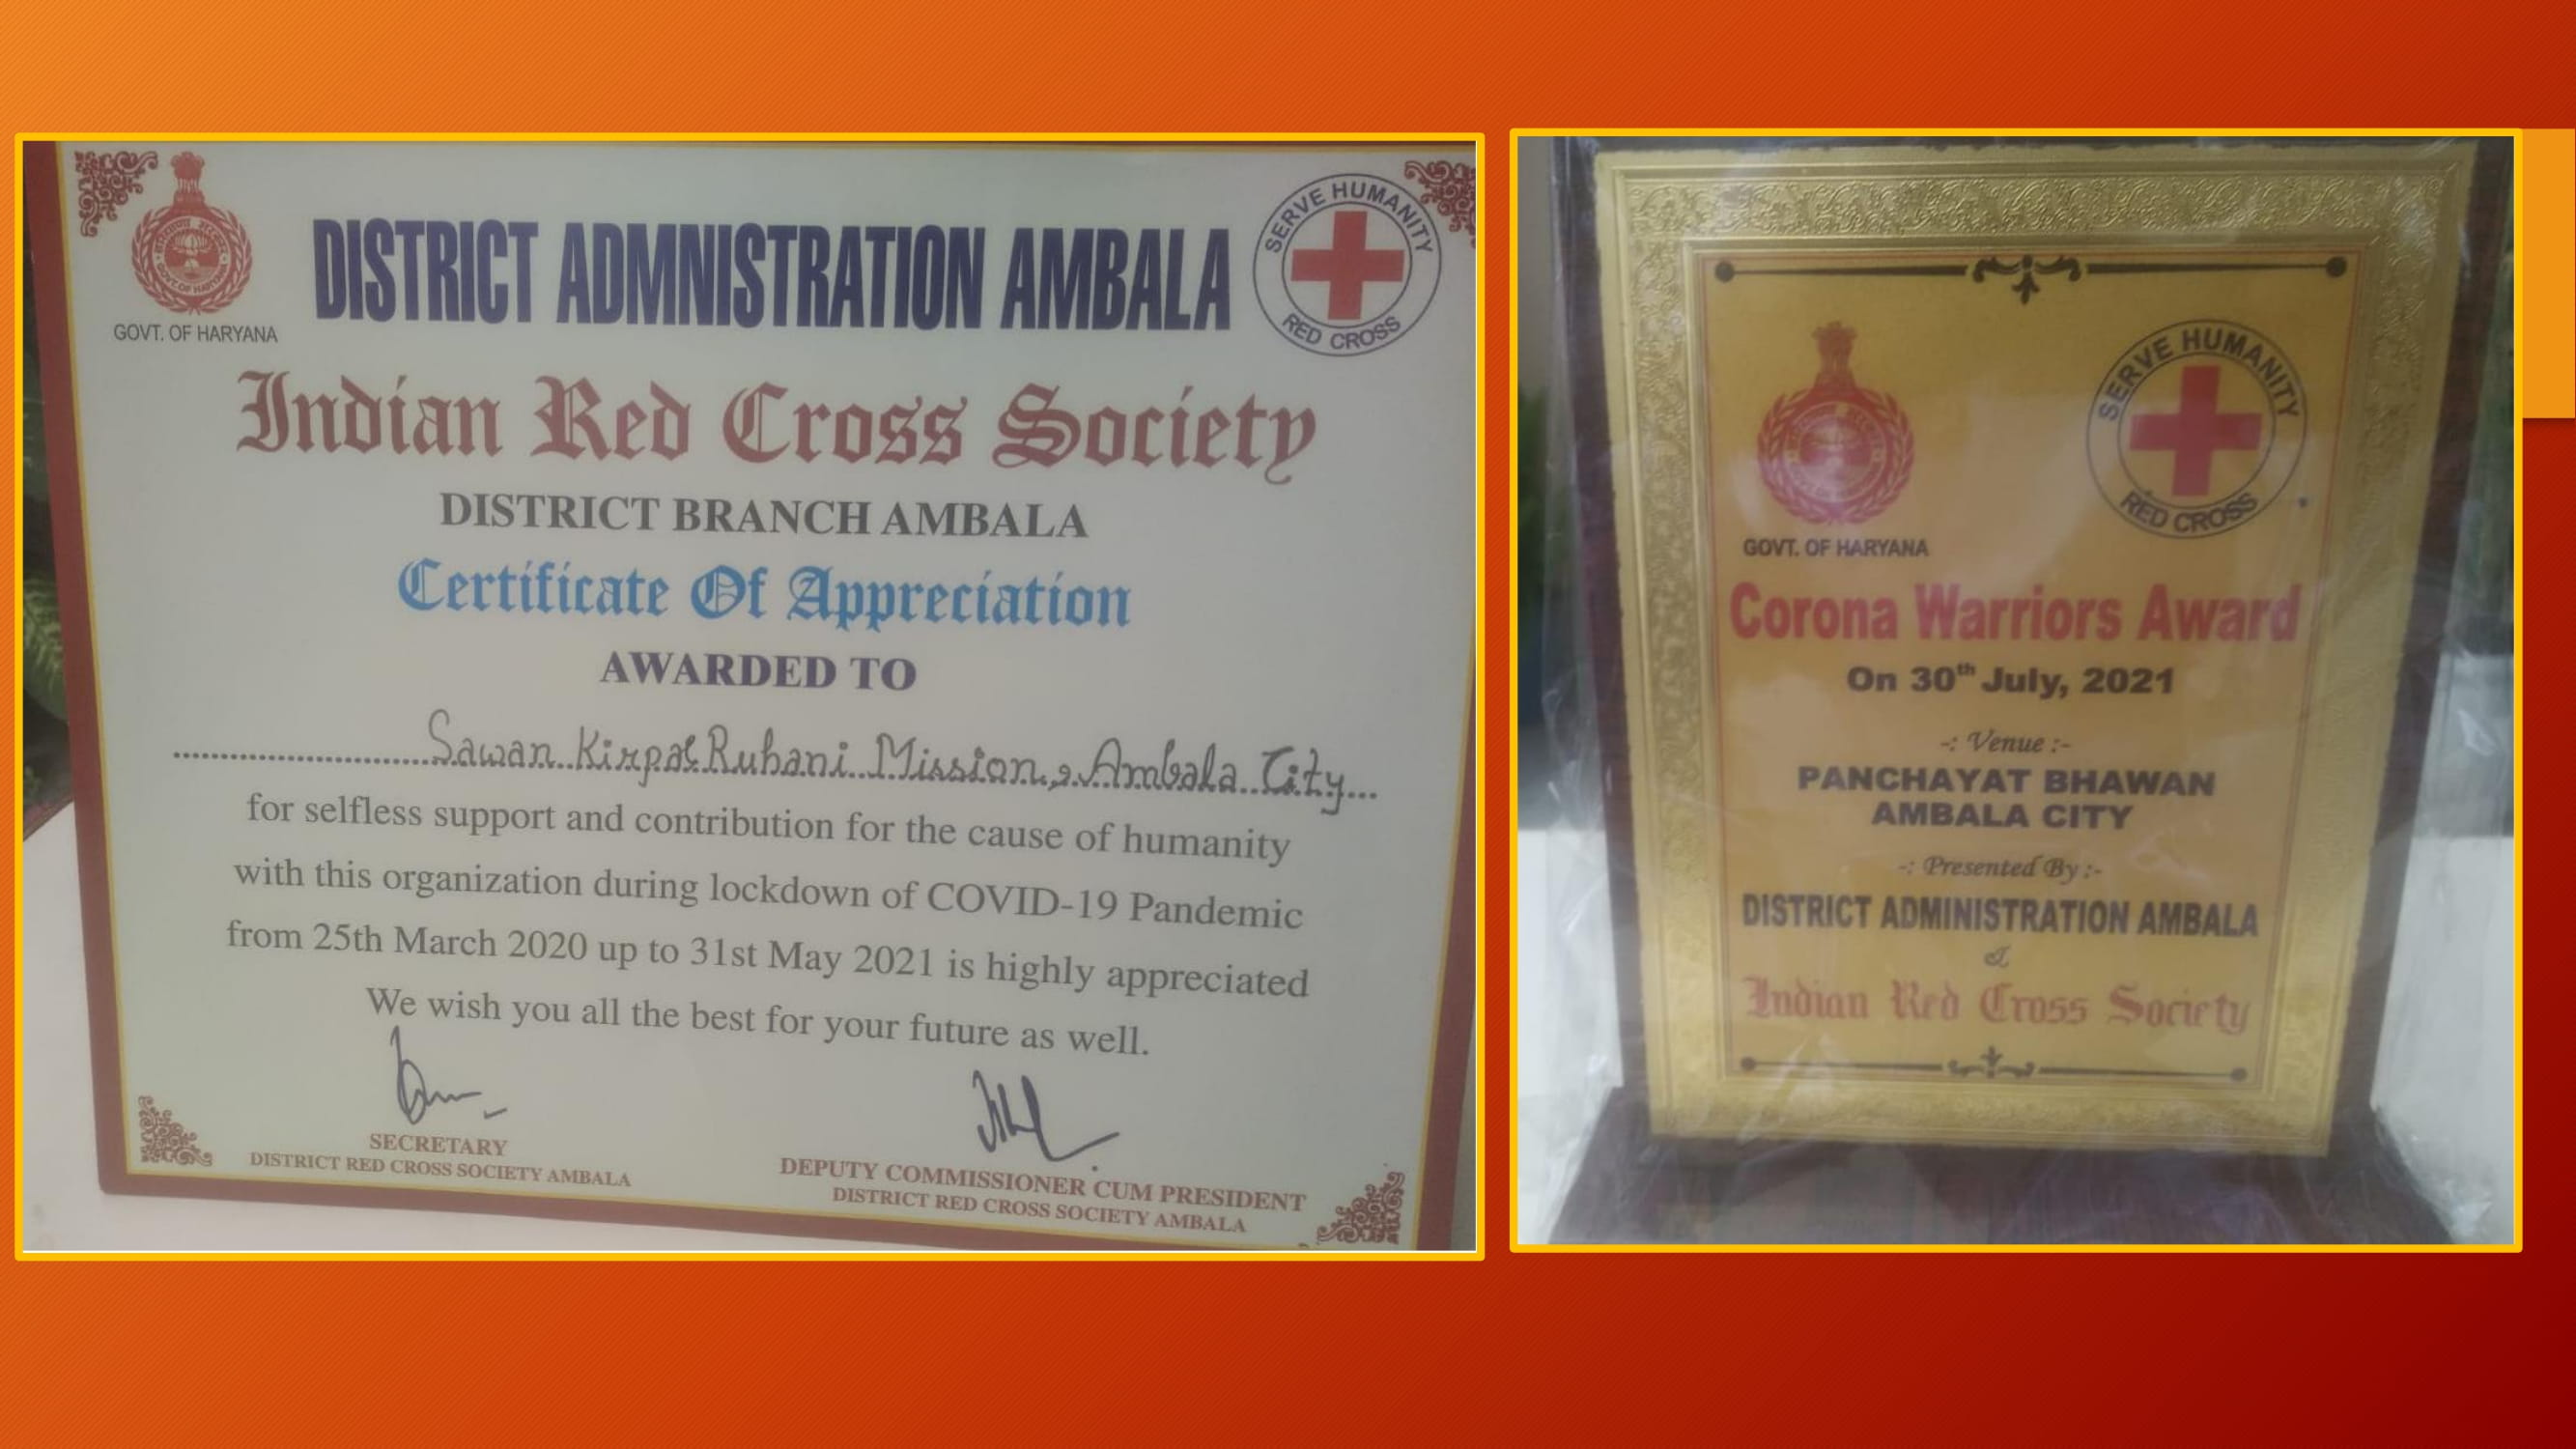 GOVT. OF HARYANA
DISTRICT ADMNISTRATION AMBALA
SERVE HUMANITY
RED CROSS
Indian Red Cross Society
DISTRICT BRANCH AMBALA
Certificate Of Appreciation
AWARDED TO
Sawan Kirpal Ruhani Mission, Ambala City
for selfless support and contribution for the cause of humanity
with this organization during lockdown of COVID-19 Pandemic
from 25th March 2020 up to 31st May 2021 is highly appreciated
We wish you all the best for your future as well.
SECRETARY
DISTRICT RED CROSS SOCIETY AMBALA
DEPUTY COMMISSIONER CUM PRESIDENT
DISTRICT RED CROSS SOCIETY AMBALA
GOVT. OF HARYANA
SERVE HUMANITY
RED CROSS
Corona Warriors Award
On 30th July, 2021
-: Venue :-
PANCHAYAT BHAWAN
AMBALA CITY
-: Presented By :-
DISTRICT ADMINISTRATION AMBALA
&
Indian Red Cross Society